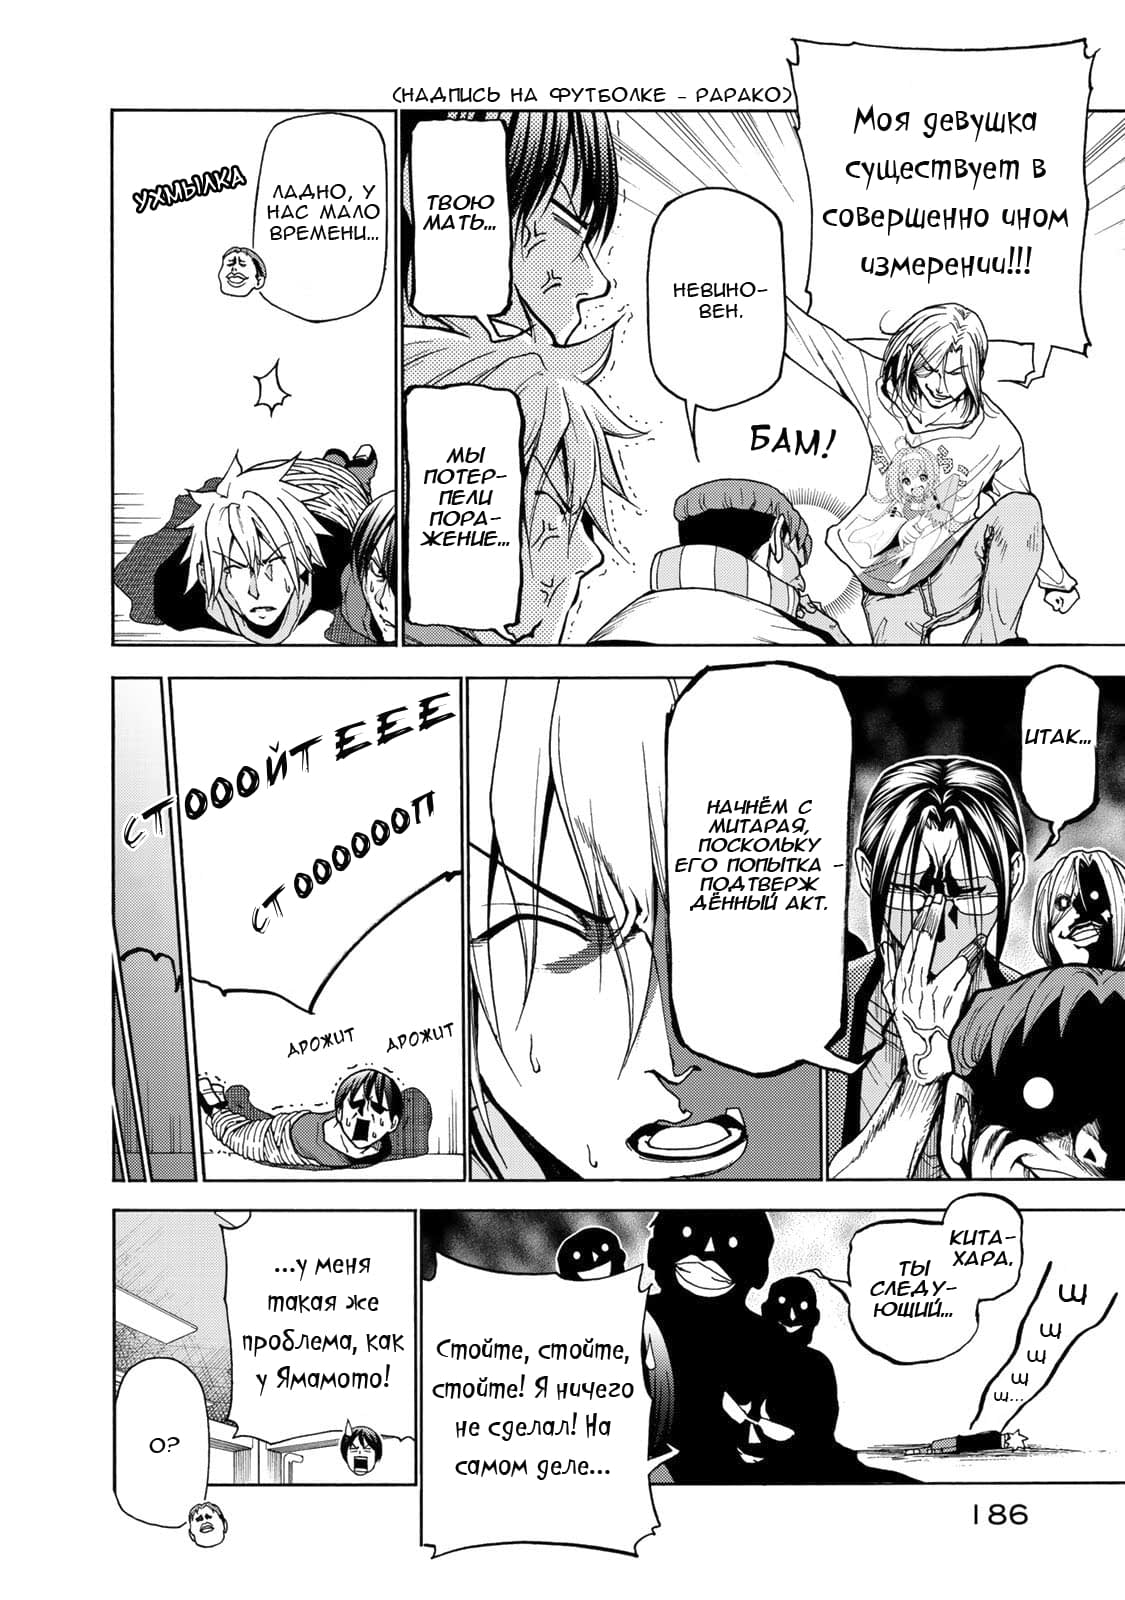 (НАДПИСЬ НА ФУТБОЛКЕ - РАРАКО)
Моя девушка
существует в
совершенно ином
измерении!!!
НЕВИНО-
ВЕН.
БАМ!
ТВОЮ
МАТЬ...
МЫ
ПОТЕР-
ПЕЛИ
ПОРА-
ЖЕНИЕ...
ЛАДНО, У
НАС МАЛО
ВРЕМЕНИ...
УХМЫЛКА
ИТАК...
НАЧНЁМ С
МИТАРАЯ,
ПОСКОЛЬКУ
ЕГО ПОПЫТКА -
ПОДТВЕРЖ
ДЁННЫЙ АКТ.
СТОООЙТЕЕЕ
СТОООООООП
ДРОЖИТ
ДРОЖИТ
КИТА-
ХАРА,
ТЫ
СЛЕДУ-
ЮЩИЙ...
Щ
Щ
Щ
Щ
Щ...
Стойте, стойте,
стойте! Я ничего
не сделал! На
самом деле...
...у меня
такая же
проблема, как
у Ямамото!
О?
186